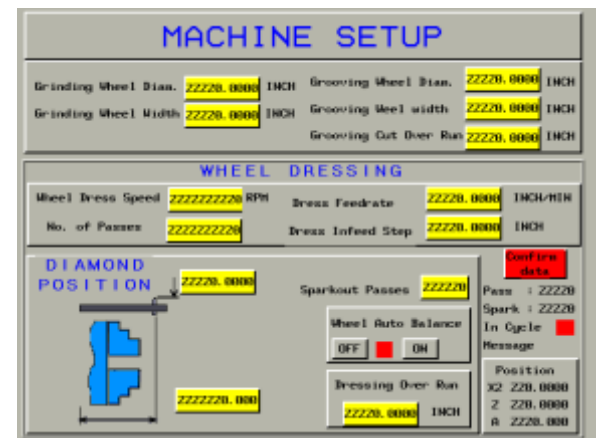 MACHINE SETUP
Grinding Wheel Diam. ZZZZ0.0000 INCH Grooving Wheel Diam. ZZZZ0.0000 INCH
Grinding Wheel Width ZZZZ0.0000 INCH Grooving Weel width ZZZZ0.0000 INCH
Grooving Cut Over Run ZZZZ0.0000 INCH
WHEEL DRESSING
Wheel Dress Speed ZZZZZZZZZ0 RPM Dress Feedrate ZZZZ0.0000 INCH/MIN
No. of Passes ZZZZZZZZZ0 Dress Infeed Step ZZZZ0.0000 INCH
DIAMOND
POSITION ZZZZ0.0000
Sparkout Passes ZZZZZ0
Wheel Auto Balance
OFF ON
Dressing Over Run
ZZZZ0.0000 INCH
ZZZZZZ0.000
Confirm
data
Pass : ZZZZ0
Spark : ZZZZ0
In Cycle
Message
Position
X2 ZZ0.0000
Z ZZ0.0000
A ZZZ0.000